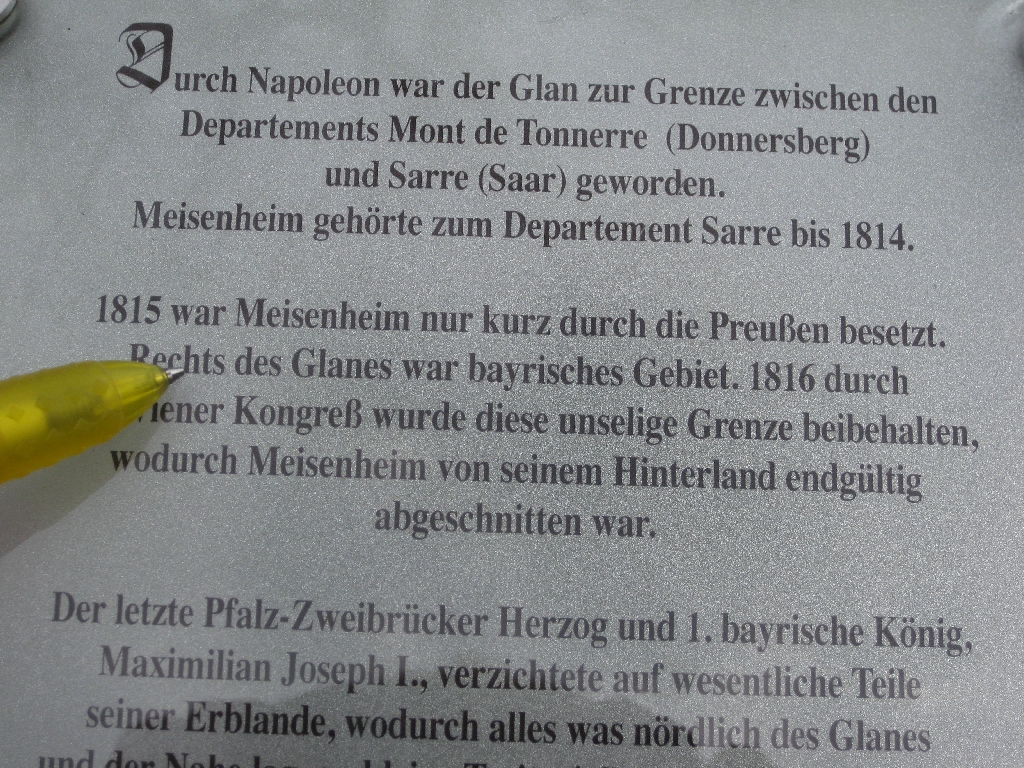 Durch Napoleon war der Glan zur Grenze zwischen den
Departements Mont de Tonnerre (Donnersberg)
und Sarre (Saar) geworden.
Meisenheim gehörte zum Departement Sarre bis 1814.
1815 war Meisenheim nur kurz durch die Preußen besetzt.
Rechts des Glanes war bayrisches Gebiet. 1816 durch
Wiener Kongreß wurde diese unselige Grenze beibehalten,
wodurch Meisenheim von seinem Hinterland endgültig
abgeschnitten war.
Der letzte Pfalz-Zweibrücker Herzog und 1. bayrische König,
Maximilian Joseph I., verzichtete auf wesentliche Teile
seiner Erblande, wodurch alles was nördlich des Glanes
und der Nahe